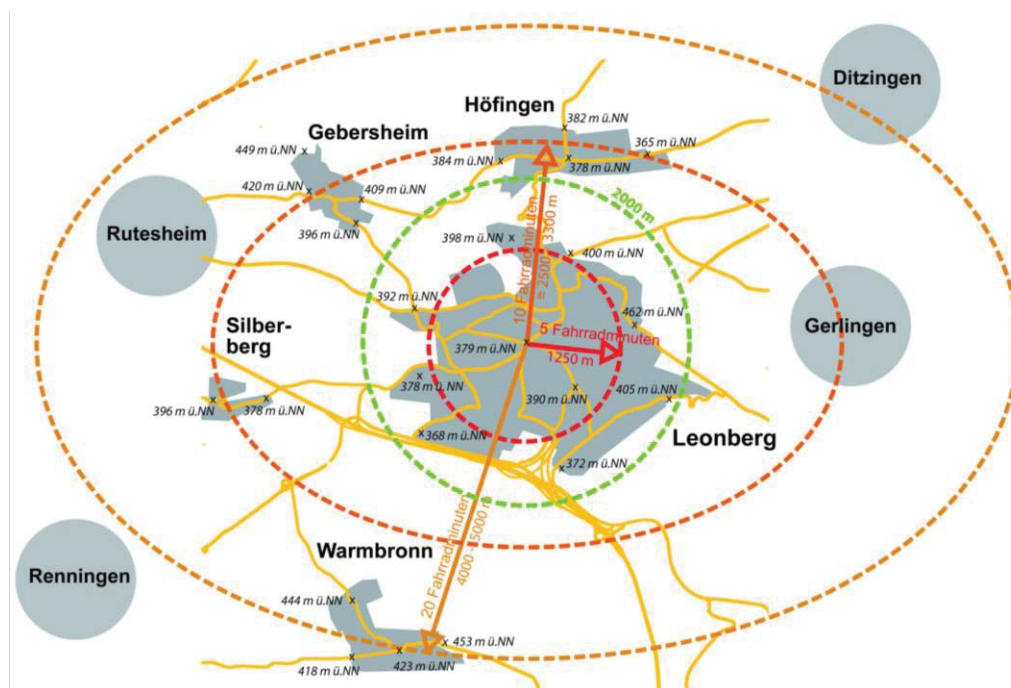 Ditzingen
Höfingen
382 m ü.NN
Gebersheim
365 m ü.NN
449 m ü.NN
384 m ü.NN
378 m ü.NN
420 m ü.NN
409 m ü.NN
2000 m
Rutesheim
396 m ü.NN
398 m ü.NN
400 m ü.NN
10 Fahrradminuten
= 2500 - 3300 m
392 m ü.NN
462 m ü.NN
Silber-
berg
5 Fahrradminuten
Gerlingen
379 m ü.NN
1250 m
378 m ü.NN
390 m ü.NN
405 m ü.NN
396 m ü.NN
378 m ü.NN
368 m ü.NN
Leonberg
372 m ü.NN
20 Fahrradminuten
4000 - 5000 m
Warmbronn
Renningen
444 m ü.NN
453 m ü.NN
418 m ü.NN
423 m ü.NN